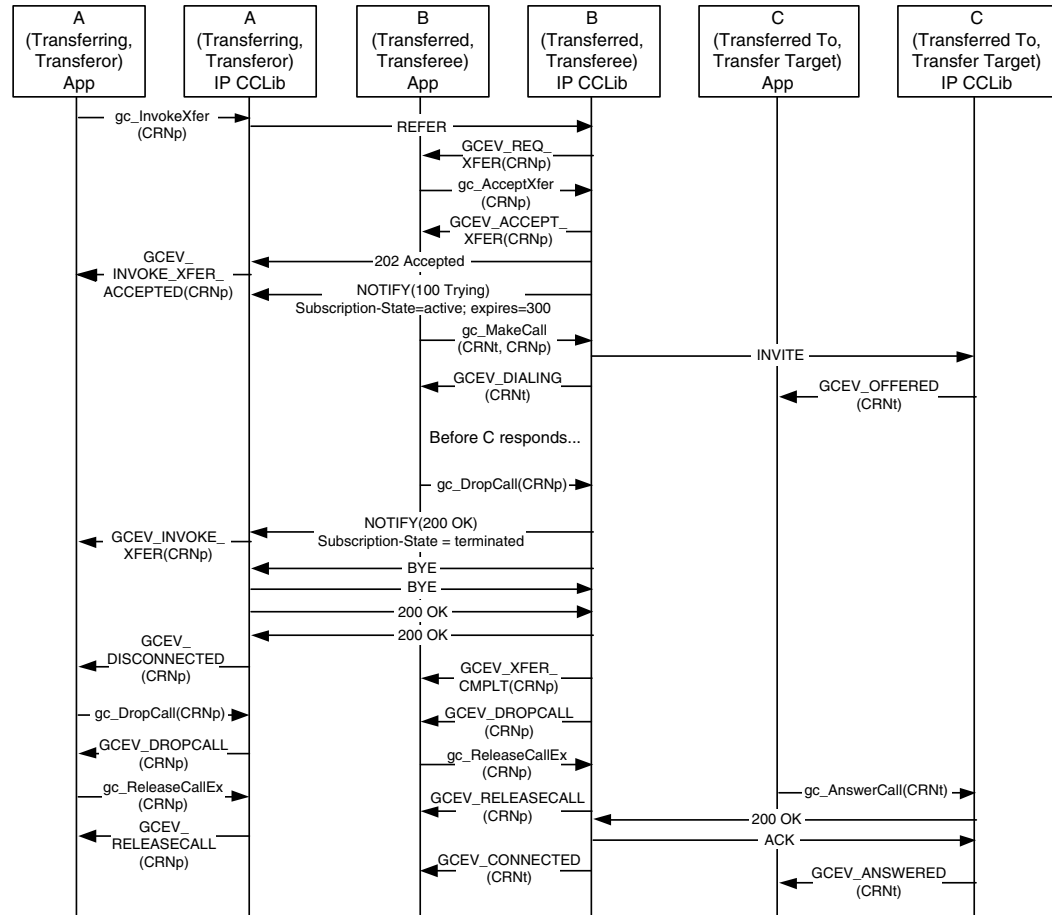 A
(Transferring,
Transferor)
App
A
(Transferring,
Transferor)
IP CCLib
B
(Transferred,
Transferee)
App
B
(Transferred,
Transferee)
IP CCLib
C
(Transferred To,
Transfer Target)
App
C
(Transferred To,
Transfer Target)
IP CCLib
gc_InvokeXfer
(CRNp)
REFER
GCEV_REQ_
XFER(CRNp)
gc_AcceptXfer
(CRNp)
GCEV_ACCEPT_
XFER(CRNp)
202 Accepted
GCEV_
INVOKE_XFER_
ACCEPTED(CRNp)
NOTIFY(100 Trying)
Subscription-State=active; expires=300
gc_MakeCall
(CRNt, CRNp)
INVITE
GCEV_DIALING
(CRNt)
GCEV_OFFERED
(CRNt)
Before C responds...
gc_DropCall(CRNp)
NOTIFY(200 OK)
Subscription-State = terminated
GCEV_INVOKE_
XFER(CRNp)
BYE
BYE
200 OK
200 OK
GCEV_
DISCONNECTED
(CRNp)
GCEV_XFER_
CMPLT(CRNp)
gc_DropCall(CRNp)
GCEV_DROPCALL
(CRNp)
GCEV_DROPCALL
(CRNp)
gc_ReleaseCallEx
(CRNp)
gc_ReleaseCallEx
(CRNp)
gc_AnswerCall(CRNt)
GCEV_RELEASECALL
(CRNp)
200 OK
GCEV_
RELEASECALL
(CRNp)
ACK
GCEV_CONNECTED
(CRNt)
GCEV_ANSWERED
(CRNt)